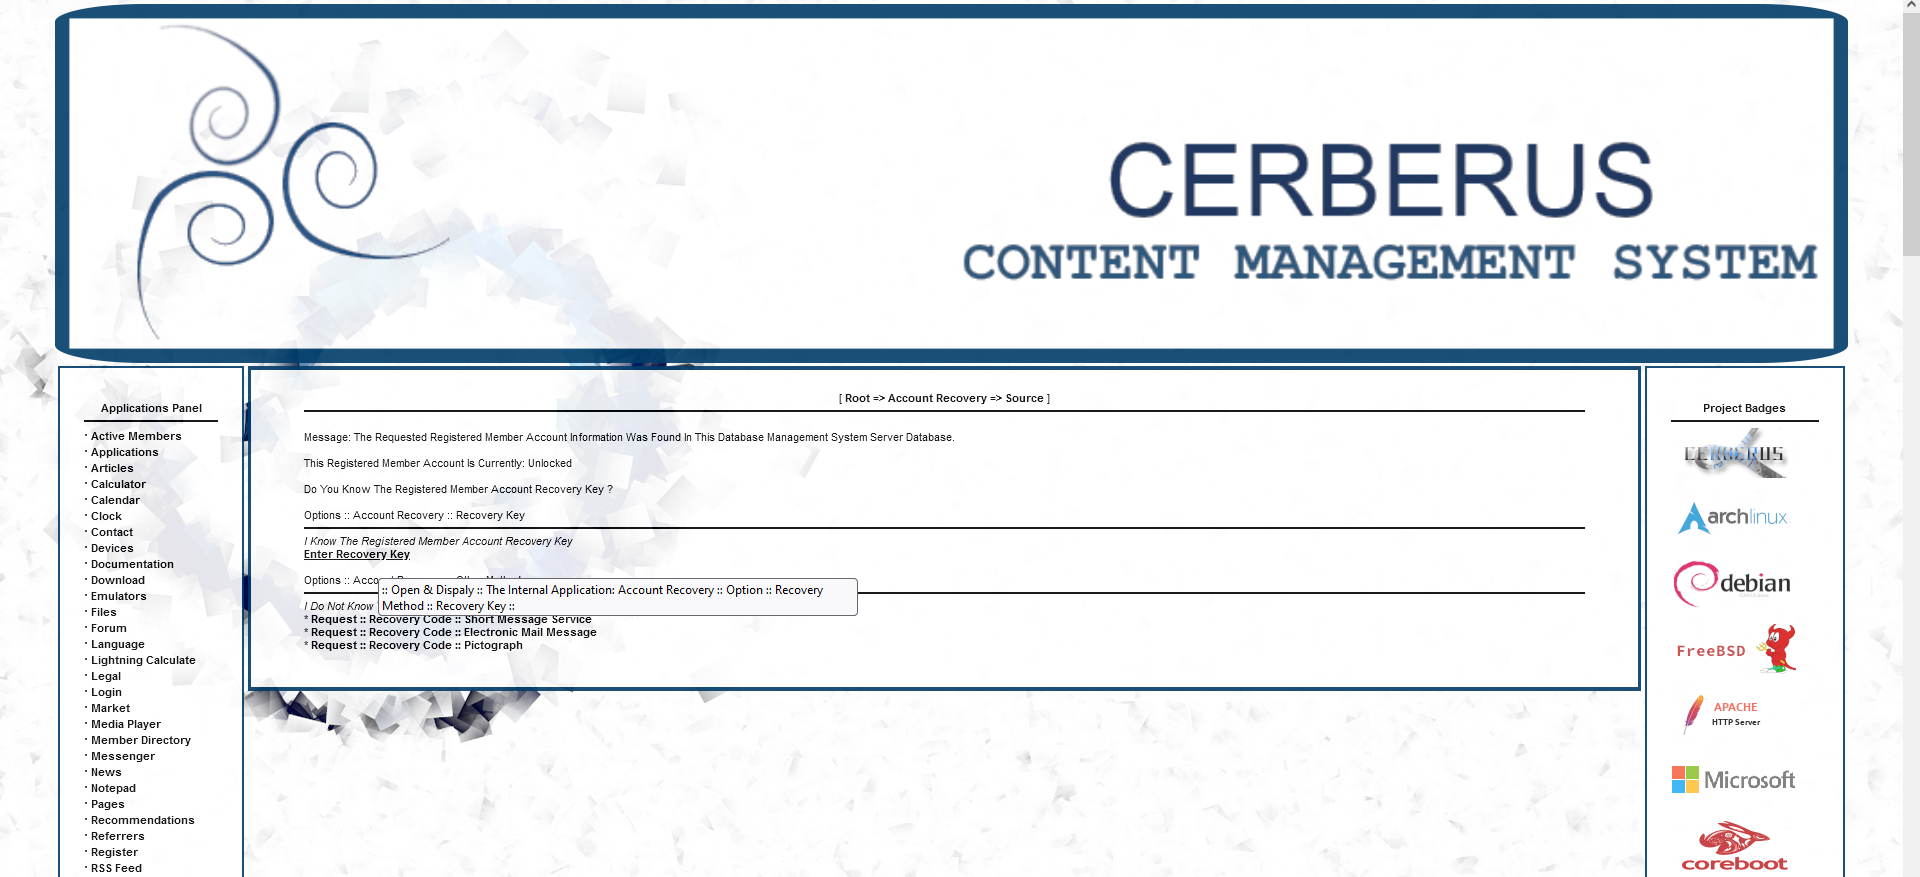 CERBERUS
CONTENT MANAGEMENT SYSTEM
Applications Panel
· Active Members
· Applications
· Articles
· Calculator
· Calendar
· Clock
· Contact
· Devices
· Documentation
· Download
· Emulators
· Files
· Forum
· Language
· Lightning Calculate
· Legal
· Login
· Market
· Media Player
· Member Directory
· Messenger
· News
· Notepad
· Pages
· Recommendations
· Referrers
· Register
· RSS Feed
[ Root => Account Recovery => Source ]
Message: The Requested Registered Member Account Information Was Found In This Database Management System Server Database.
This Registered Member Account Is Currently: Unlocked
Do You Know The Registered Member Account Recovery Key ?
Options :: Account Recovery :: Recovery Key
I Know The Registered Member Account Recovery Key
Enter Recovery Key
Options ::
:: Open & Dispaly :: The Internal Application: Account Recovery :: Option :: Recovery
Method :: Recovery Key ::
I Do Not Know
* Request :: Recovery Code :: Short Message Service
* Request :: Recovery Code :: Electronic Mail Message
* Request :: Recovery Code :: Pictograph
Project Badges
CERBERUS
archlinux
debian
FreeBSD
APACHE
HTTP Server
Microsoft
coreboot